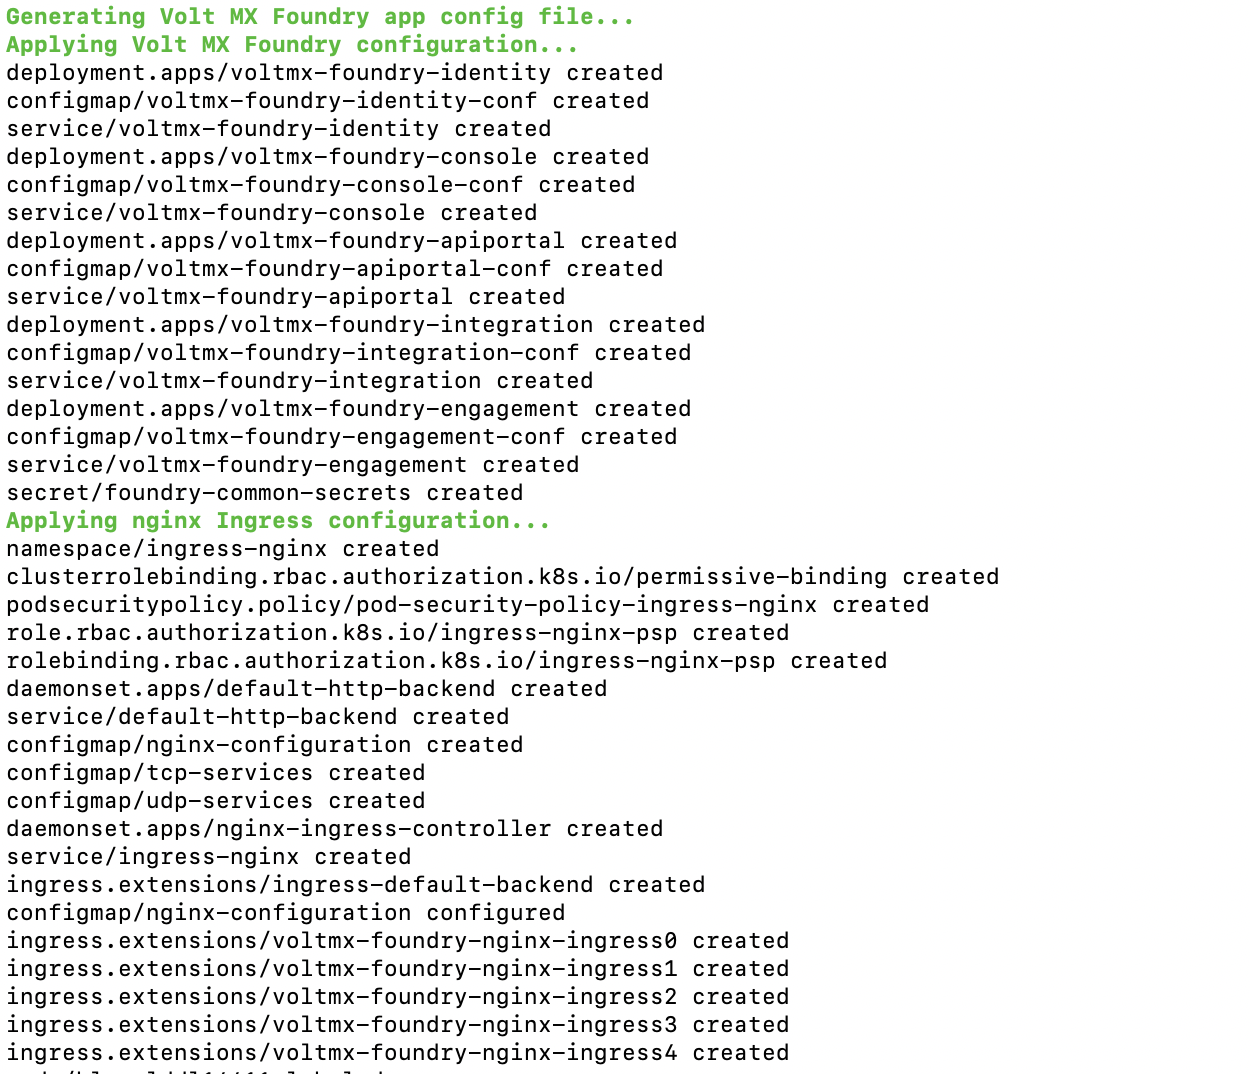 Generating Volt MX Foundry app config file...
Applying Volt MX Foundry configuration...
deployment.apps/voltmx-foundry-identity created
configmap/voltmx-foundry-identity-conf created
service/voltmx-foundry-identity created
deployment.apps/voltmx-foundry-console created
configmap/voltmx-foundry-console-conf created
service/voltmx-foundry-console created
deployment.apps/voltmx-foundry-apiportal created
configmap/voltmx-foundry-apiportal-conf created
service/voltmx-foundry-apiportal created
deployment.apps/voltmx-foundry-integration created
configmap/voltmx-foundry-integration-conf created
service/voltmx-foundry-integration created
deployment.apps/voltmx-foundry-engagement created
configmap/voltmx-foundry-engagement-conf created
service/voltmx-foundry-engagement created
secret/foundry-common-secrets created
Applying nginx Ingress configuration...
namespace/ingress-nginx created
clusterrolebinding.rbac.authorization.k8s.io/permissive-binding created
podsecuritypolicy.policy/pod-security-policy-ingress-nginx created
role.rbac.authorization.k8s.io/ingress-nginx-psp created
rolebinding.rbac.authorization.k8s.io/ingress-nginx-psp created
daemonset.apps/default-http-backend created
service/default-http-backend created
configmap/nginx-configuration created
configmap/tcp-services created
configmap/udp-services created
daemonset.apps/nginx-ingress-controller created
service/ingress-nginx created
ingress.extensions/ingress-default-backend created
configmap/nginx-configuration configured
ingress.extensions/voltmx-foundry-nginx-ingress0 created
ingress.extensions/voltmx-foundry-nginx-ingress1 created
ingress.extensions/voltmx-foundry-nginx-ingress2 created
ingress.extensions/voltmx-foundry-nginx-ingress3 created
ingress.extensions/voltmx-foundry-nginx-ingress4 created